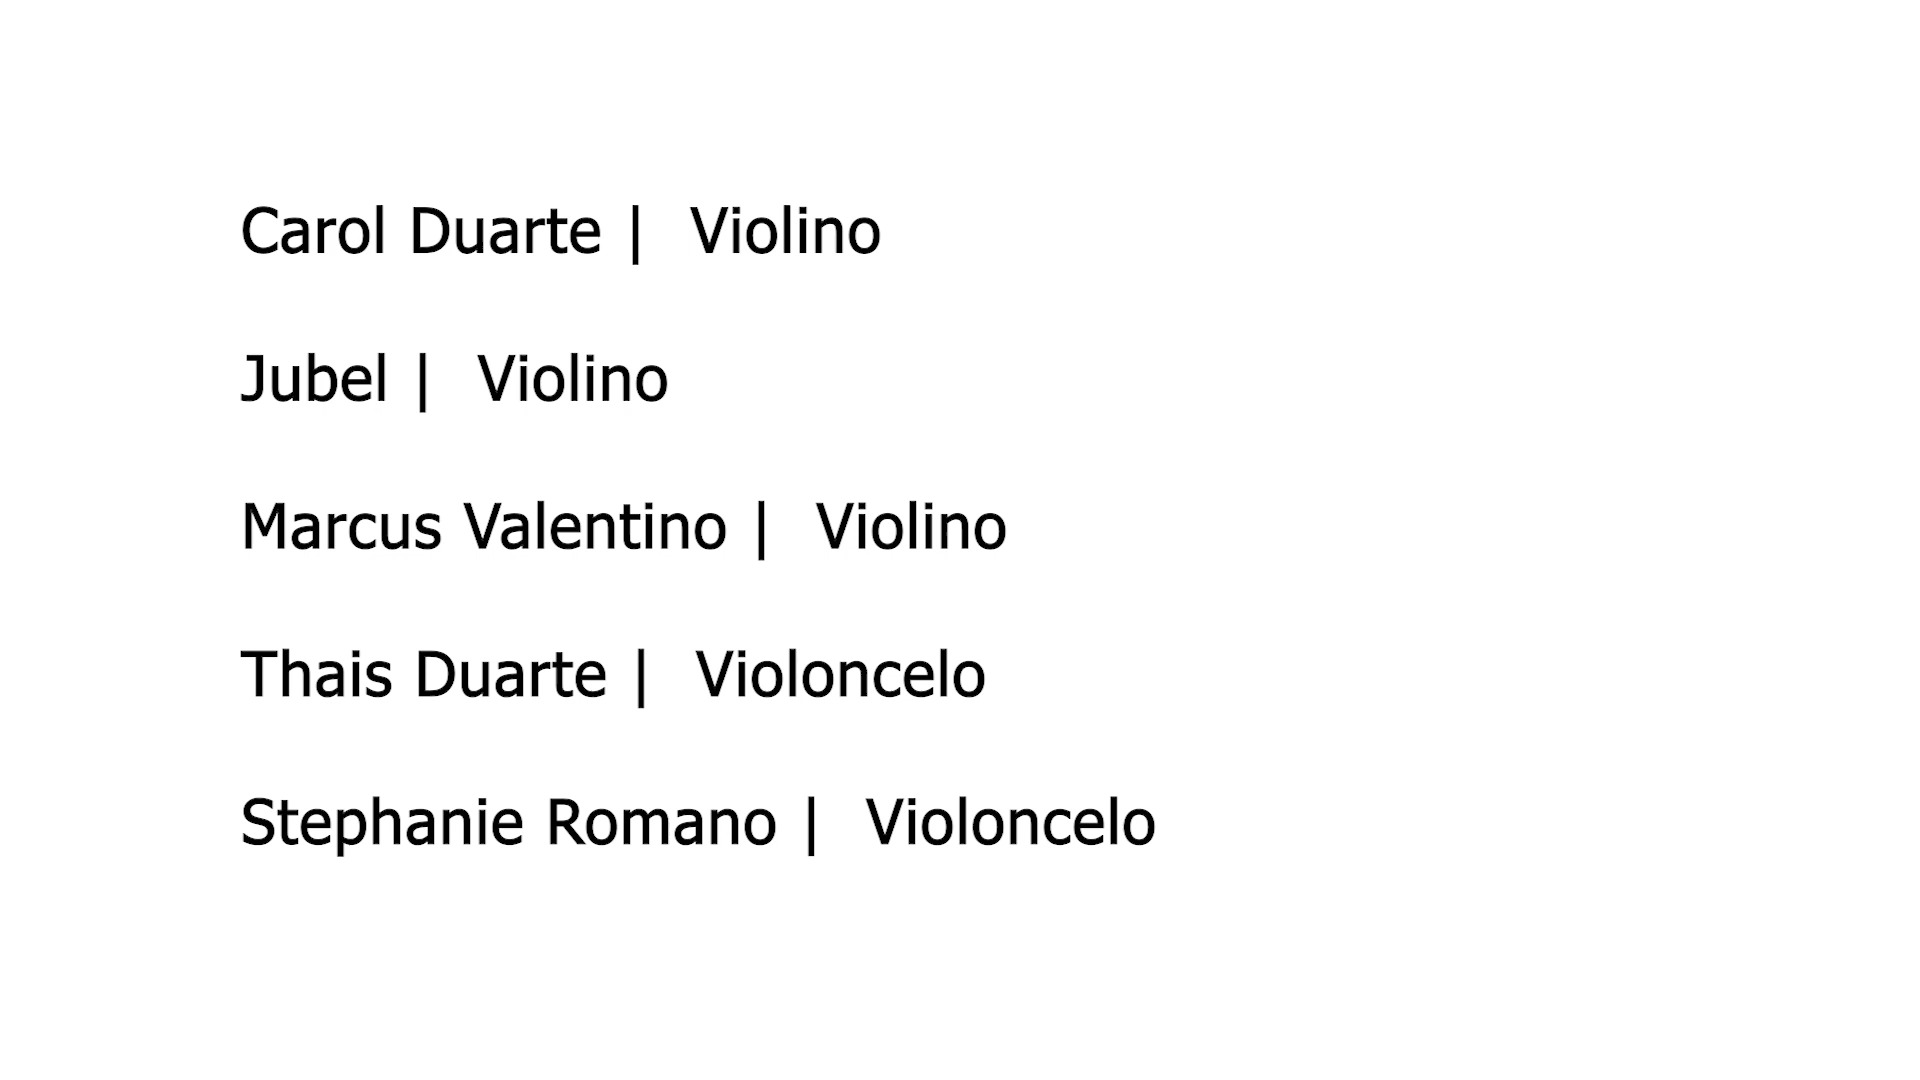 Carol Duarte |  Violino
Jubel |  Violino
Marcus Valentino |  Violino
Thais Duarte |  Violoncelo
Stephanie Romano |  Violoncelo